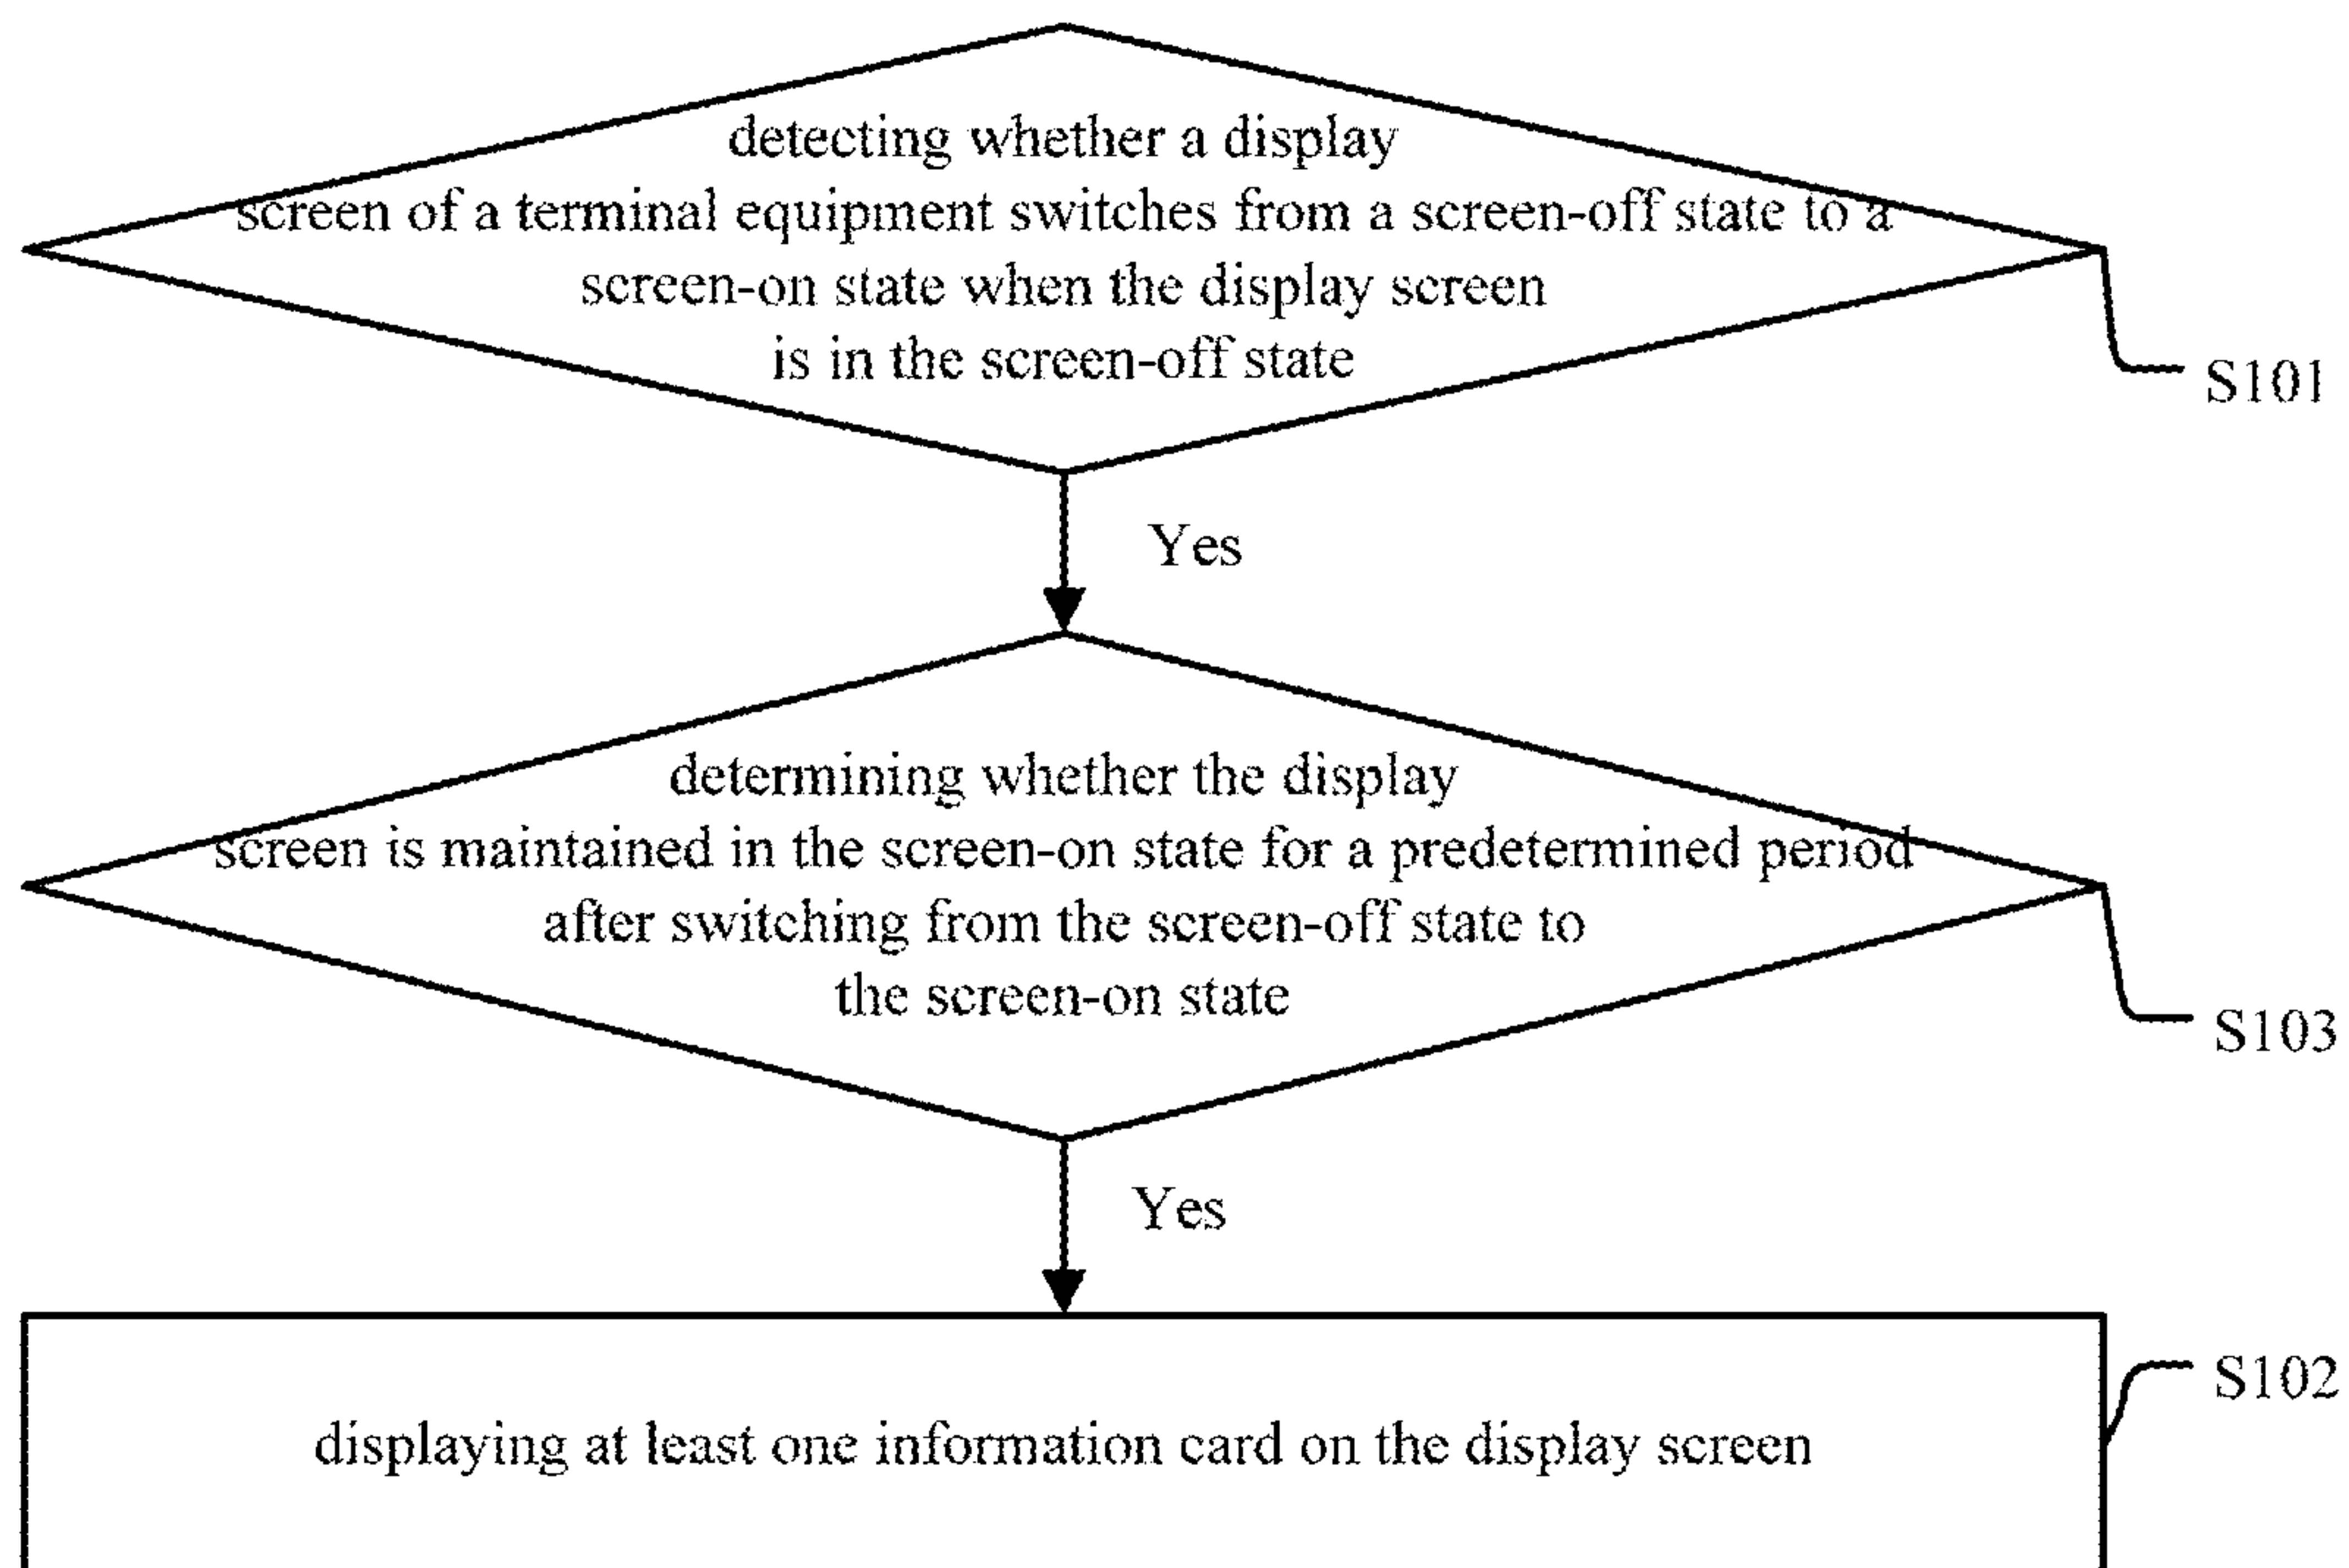 detecting whether a display
screen of a terminal equipment switches from a screen-off state to a
screen-on state when the display screen
is in the screen-off state
S101
Yes
determining whether the display
screen is maintained in the screen-on state for a predetermined period
after switching from the screen-off state to
the screen-on state
S103
Yes
S102
displaying at least one information card on the display screen